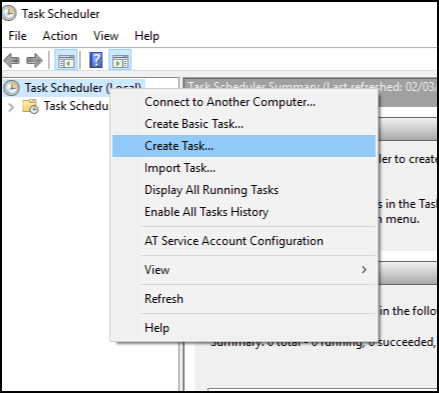 Task Scheduler
File Action View Help
Task Scheduler (Local) Task Scheduler Summary (Last refreshed: 02/03/
Task Schedu
Connect to Another Computer...
Create Basic Task...
Create Task... ler to create
Import Task...
Display All Running Tasks s in the Task
Enable All Tasks History n menu.
AT Service Account Configuration
View
Refresh in the follow
Help
Summary: 0 total - 0 running, 0 succeeded,